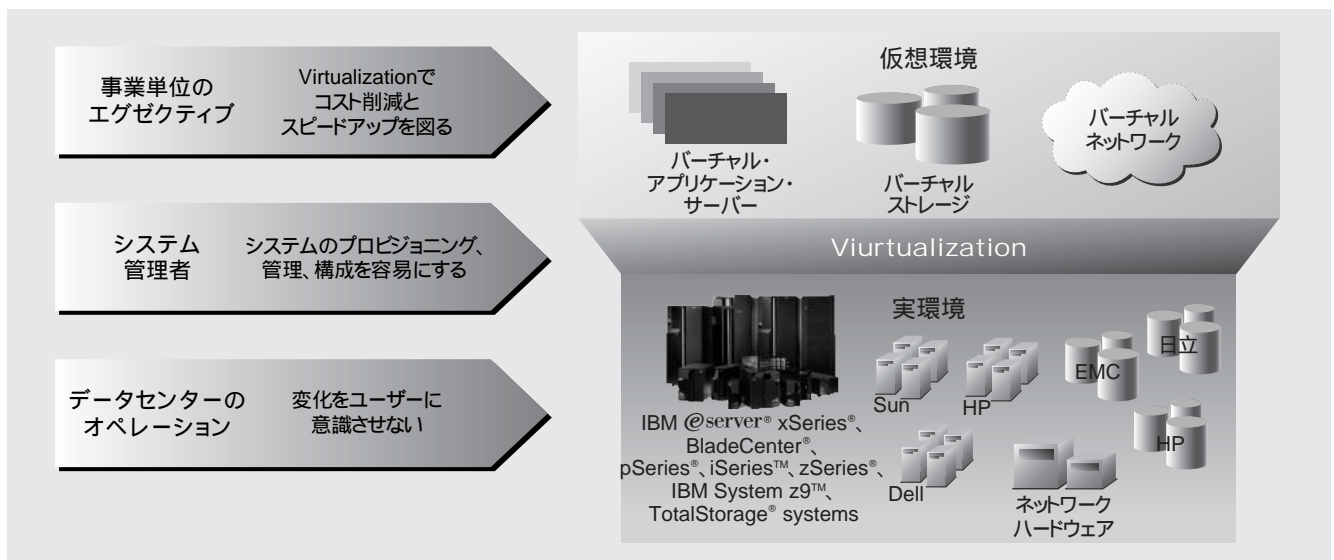 事業単位の
エグゼクティブ
Virtualizationで
コスト削減と
スピードアップを図る
システム
管理者
システムのプロビジョニング、
管理、構成を容易にする
データセンターの
オペレーション
変化をユーザーに
意識させない
仮想環境
バーチャル・
アプリケーション・
サーバー
バーチャル
ストレージ
バーチャル
ネットワーク
Viurtualization
実環境
IBM @server® xSeries®、
BladeCenter®、
pSeries®、iSeries™、zSeries®、
IBM System z9™、
TotalStorage® systems
Sun
HP
EMC
日立
HP
Dell
ネットワーク
ハードウェア